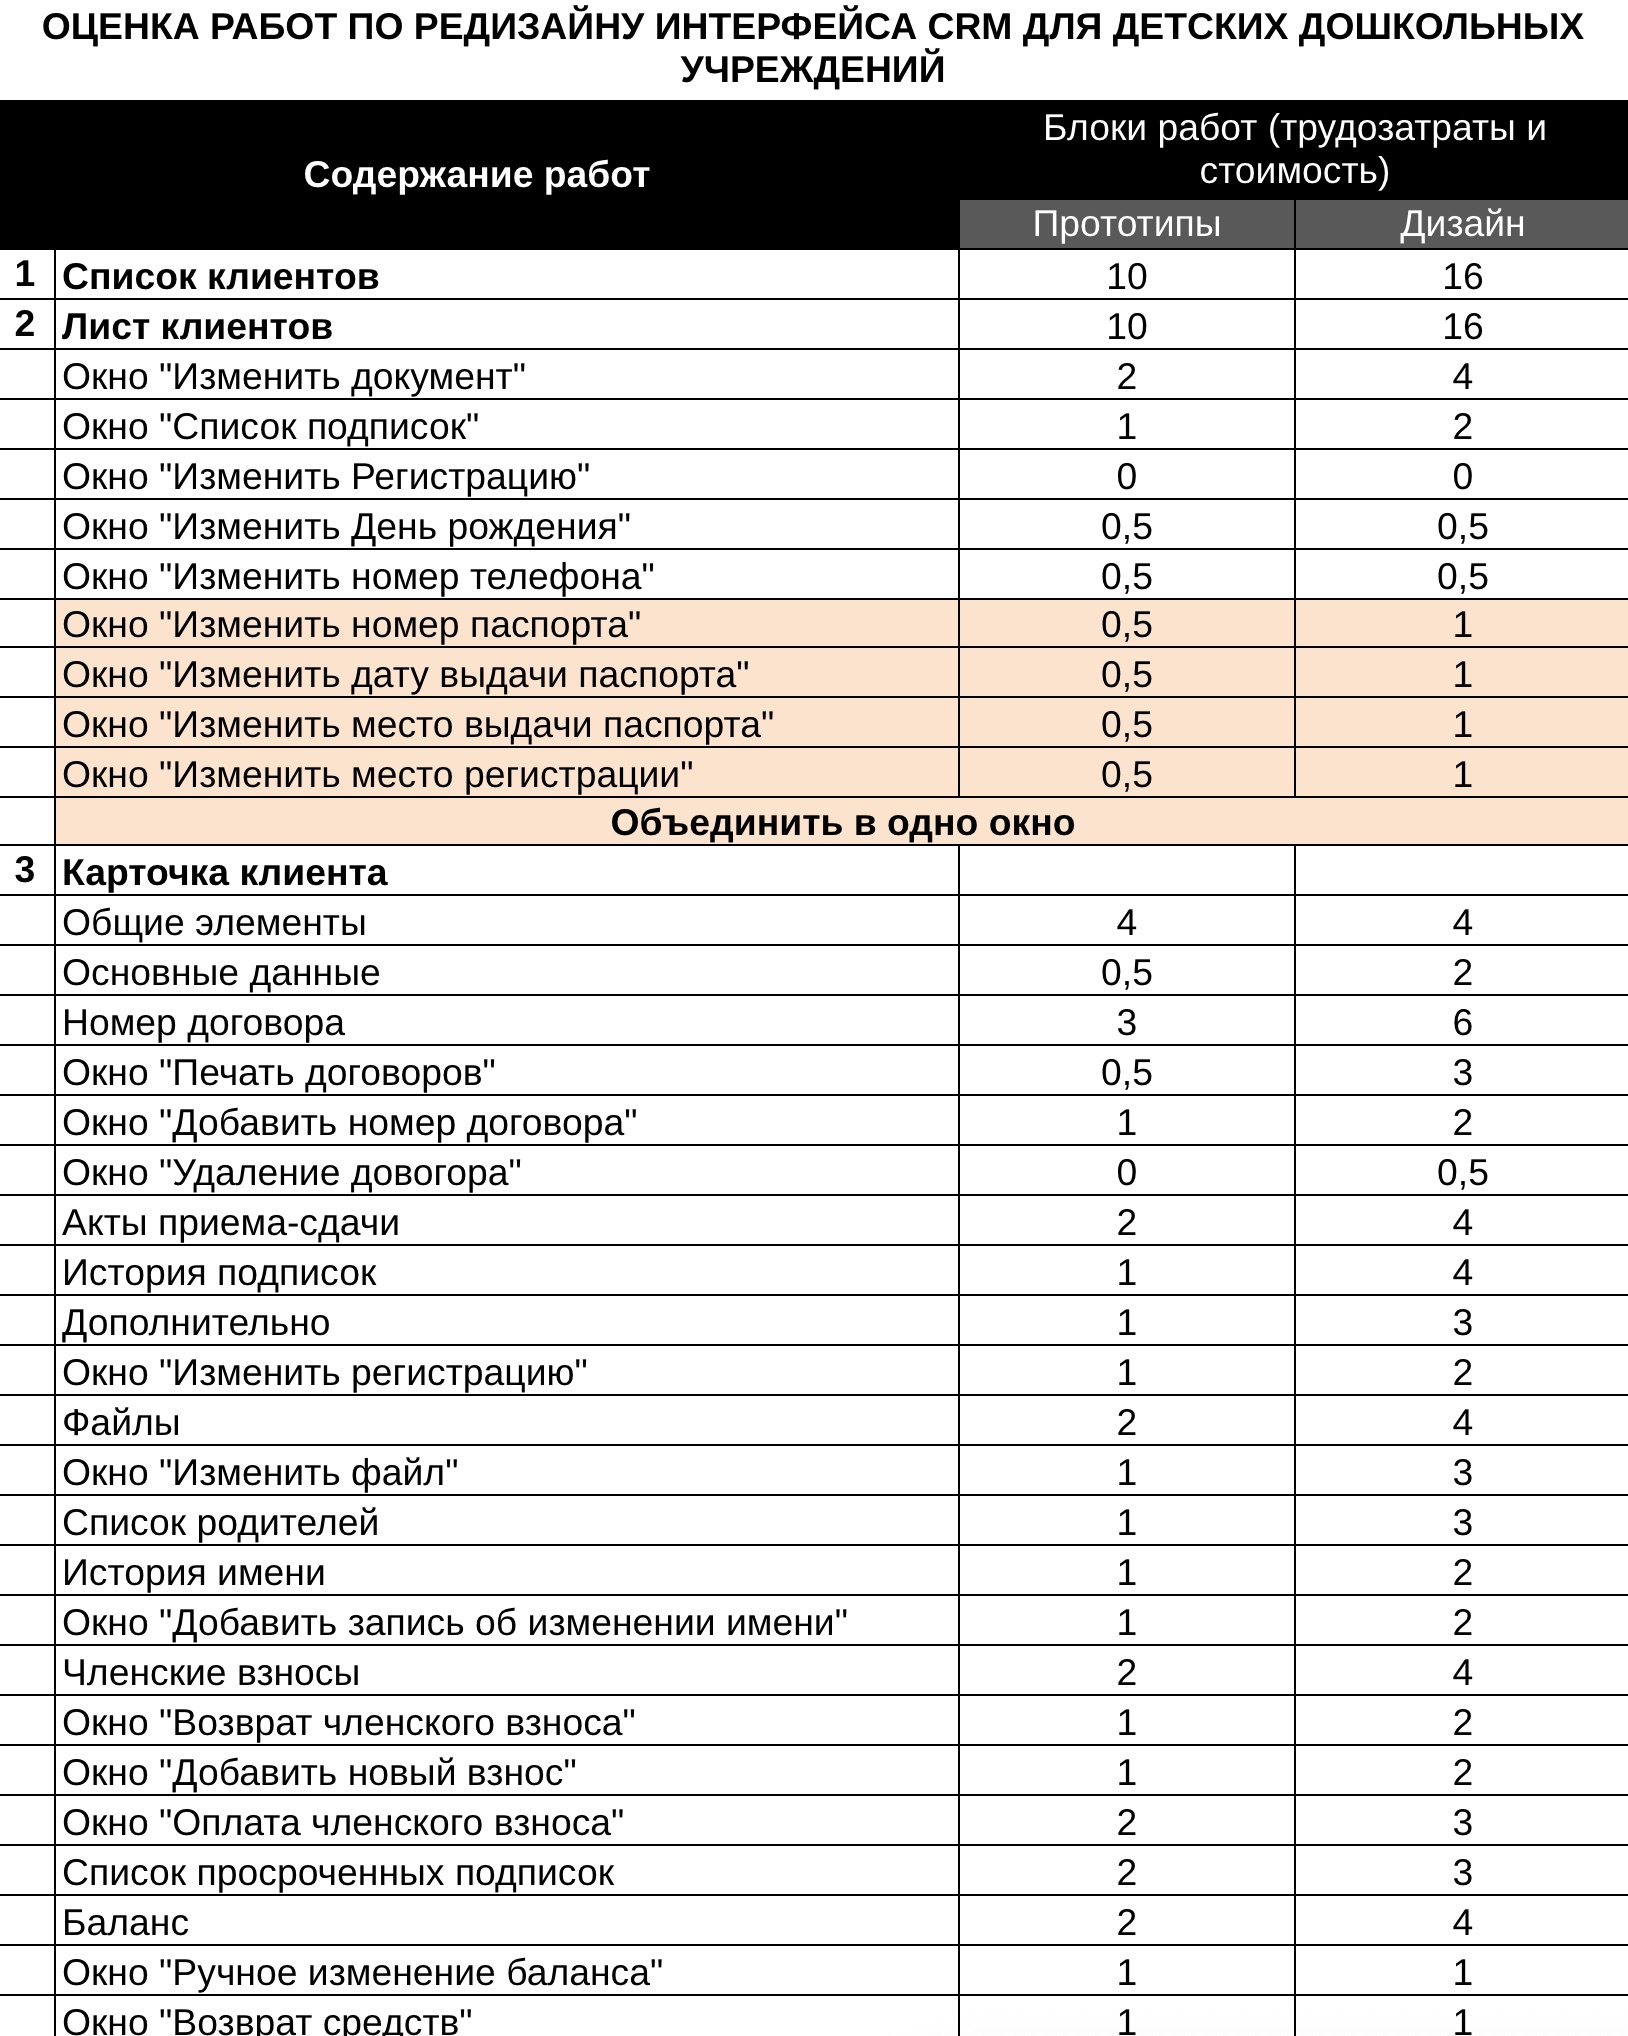 ОЦЕНКА РАБОТ ПО РЕДИЗАЙНУ ИНТЕРФЕЙСА CRM ДЛЯ ДЕТСКИХ ДОШКОЛЬНЫХ
УЧРЕЖДЕНИЙ
Содержание работ
Блоки работ (трудозатраты и
стоимость)
Прототипы Дизайн
1 Список клиентов 10 16
2 Лист клиентов 10 16
Окно "Изменить документ" 2 4
Окно "Список подписок" 1 2
Окно "Изменить Регистрацию" 0 0
Окно "Изменить День рождения" 0,5 0,5
Окно "Изменить номер телефона" 0,5 0,5
Окно "Изменить номер паспорта" 0,5 1
Окно "Изменить дату выдачи паспорта" 0,5 1
Окно "Изменить место выдачи паспорта" 0,5 1
Окно "Изменить место регистрации" 0,5 1
Объединить в одно окно
3 Карточка клиента
Общие элементы 4 4
Основные данные 0,5 2
Номер договора 3 6
Окно "Печать договоров" 0,5 3
Окно "Добавить номер договора" 1 2
Окно "Удаление довогора" 0 0,5
Акты приема-сдачи 2 4
История подписок 1 4
Дополнительно 1 3
Окно "Изменить регистрацию" 1 2
Файлы 2 4
Окно "Изменить файл" 1 3
Список родителей 1 3
История имени 1 2
Окно "Добавить запись об изменении имени" 1 2
Членские взносы 2 4
Окно "Возврат членского взноса" 1 2
Окно "Добавить новый взнос" 1 2
Окно "Оплата членского взноса" 2 3
Список просроченных подписок 2 3
Баланс 2 4
Окно "Ручное изменение баланса" 1 1
Окно "Возврат средств" 1 1